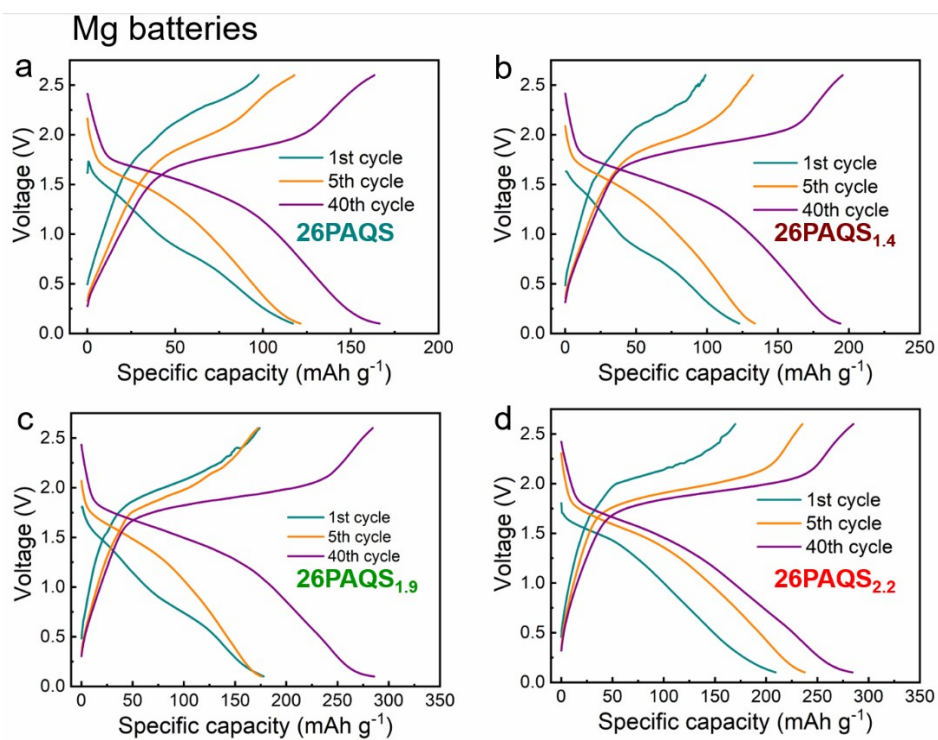 Mg batteries
a
2.5
2.0
1.5
1.0
0.5
0.0
Voltage (V)
1st cycle
5th cycle
40th cycle
26PAQS
0 50 100 150 200
Specific capacity (mAh g⁻¹)
b
2.5
2.0
1.5
1.0
0.5
0.0
Voltage (V)
1st cycle
5th cycle
40th cycle
26PAQS₁.₄
0 50 100 150 200 250
Specific capacity (mAh g⁻¹)
c
2.5
2.0
1.5
1.0
0.5
0.0
Voltage (V)
1st cycle
5th cycle
40th cycle
26PAQS₁.₉
0 50 100 150 200 250 300 350
Specific capacity (mAh g⁻¹)
d
2.5
2.0
1.5
1.0
0.5
0.0
Voltage (V)
1st cycle
5th cycle
40th cycle
26PAQS₂.₂
0 50 100 150 200 250 300 350
Specific capacity (mAh g⁻¹)